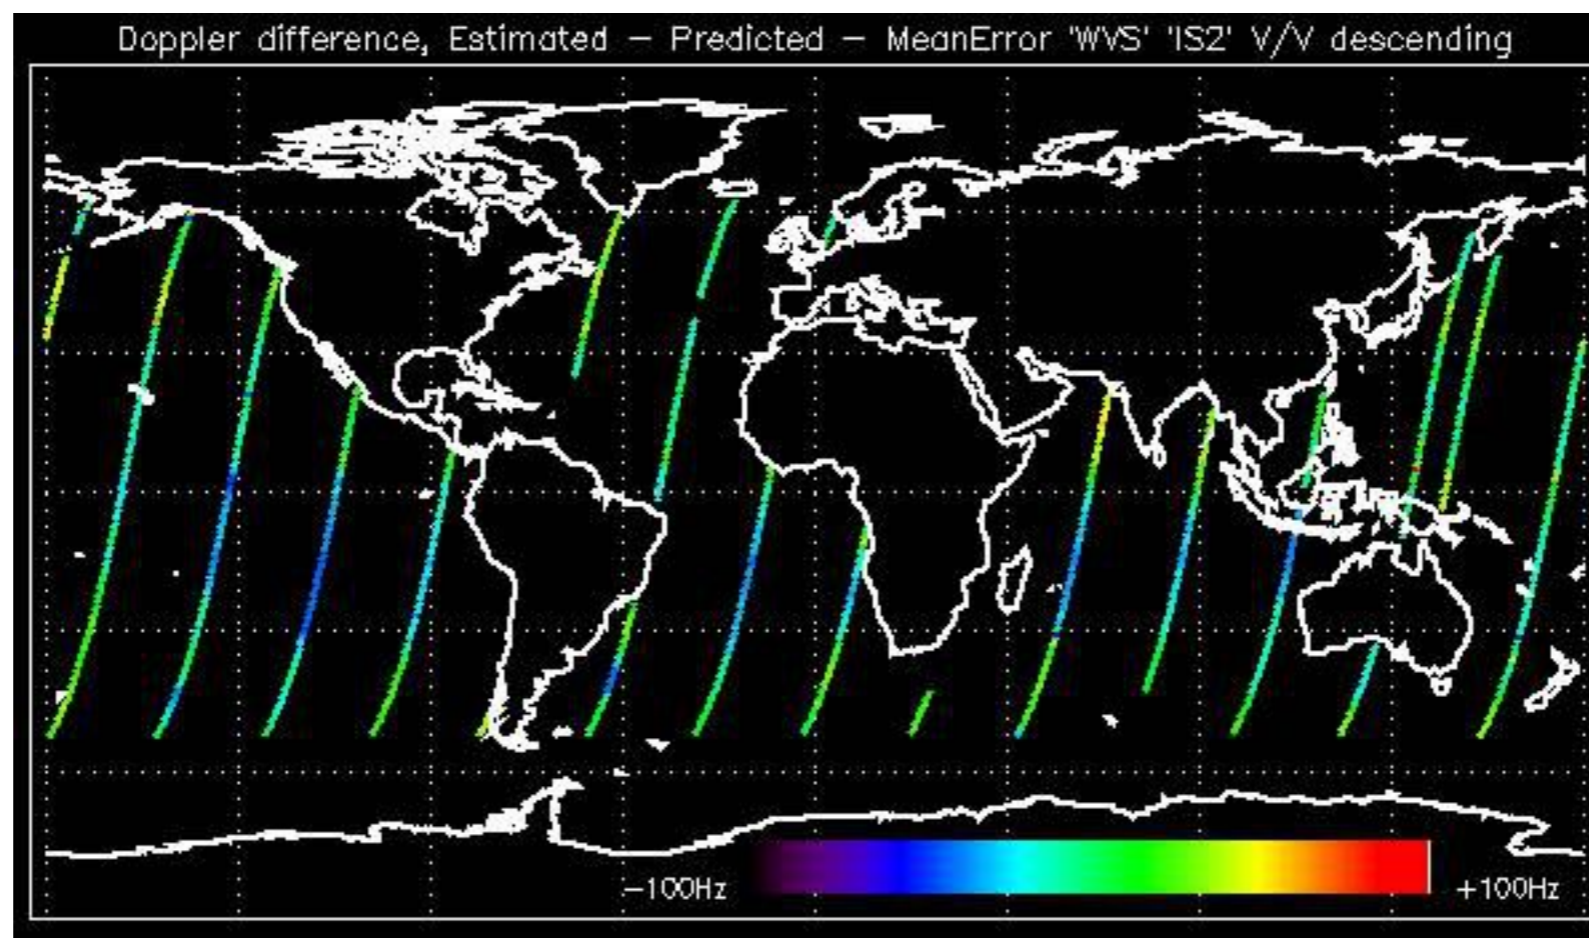 Doppler difference, Estimated – Predicted – MeanError 'WVS' 'IS2' V/V descending
–100Hz
+100Hz